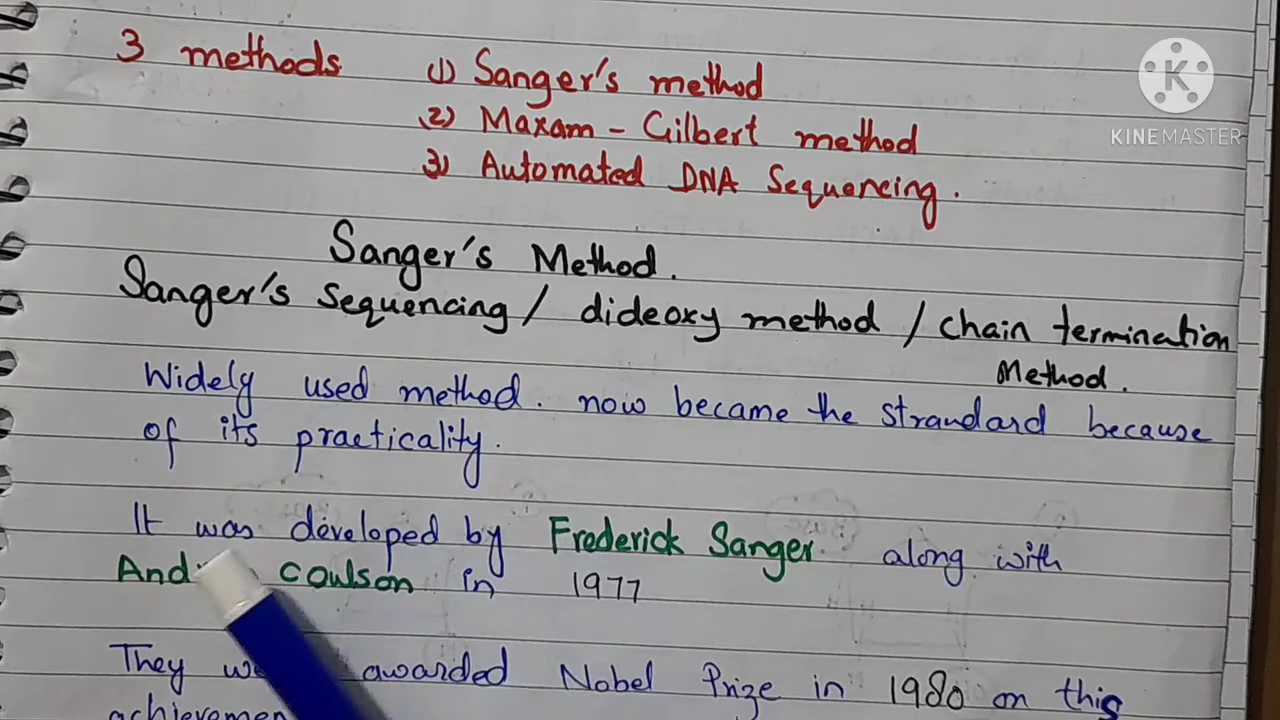 3 methods 1) Sanger's method
2) Maxam - Gilbert method
3) Automated DNA Sequencing.
K
KINEMASTER
Sanger's Method.
Sanger's Sequencing / dideoxy method / chain termination
Method.
Widely used method. now became the strandard because
of its practicality.
It was developed by Frederick Sanger along with
Coulson in 1977
They awarded Nobel Prize in 1980 on this